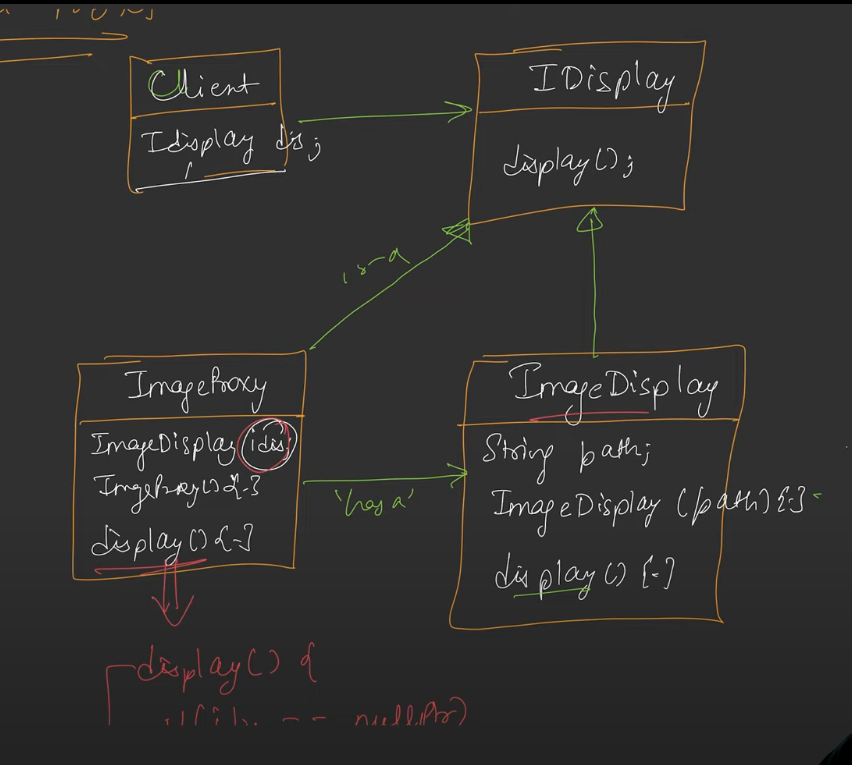 Client
Idisplay dis;
IDisplay
display();
is-a
ImageProxy
ImageDisplay idis;
ImageProxy() {-}
display() {-}
'has a'
ImageDisplay
String path;
ImageDisplay (path) {-}
display() {-}
display() {
== nullptr)